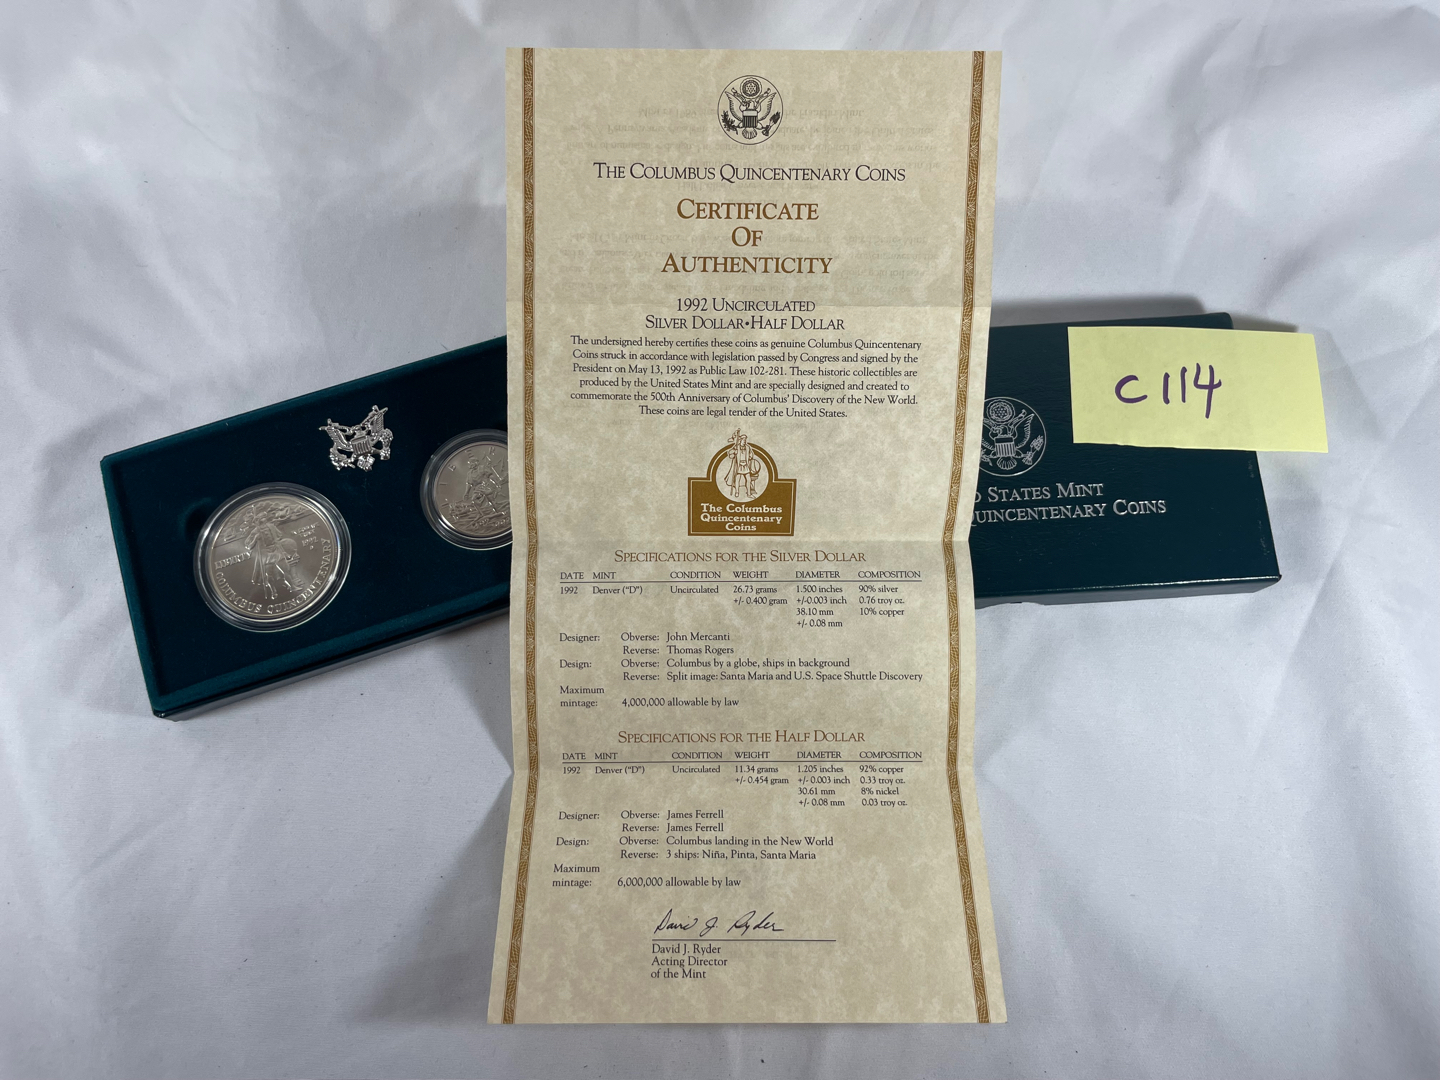 THE COLUMBUS QUINCENTENARY COINS
CERTIFICATE
OF
AUTHENTICITY
1992 UNCIRCULATED
SILVER DOLLAR•HALF DOLLAR
The undersigned hereby certifies these coins as genuine Columbus Quincentenary
Coins struck in accordance with legislation passed by Congress and signed by the
President on May 13, 1992 as Public Law 102-281. These historic collectibles are
produced by the United States Mint and are specially designed and created to
commemorate the 500th Anniversary of Columbus' Discovery of the New World.
These coins are legal tender of the United States.
The Columbus
Quincentenary
Coins
SPECIFICATIONS FOR THE SILVER DOLLAR
DATE MINT CONDITION WEIGHT DIAMETER COMPOSITION
1992 Denver ("D") Uncirculated 26.73 grams 1.500 inches 90% silver
+/- 0.400 gram +/-0.003 inch 0.76 troy oz.
38.10 mm 10% copper
+/- 0.08 mm
Designer: Obverse: John Mercanti
Reverse: Thomas Rogers
Design: Obverse: Columbus by a globe, ships in background
Reverse: Split image: Santa Maria and U.S. Space Shuttle Discovery
Maximum
mintage: 4,000,000 allowable by law
SPECIFICATIONS FOR THE HALF DOLLAR
DATE MINT CONDITION WEIGHT DIAMETER COMPOSITION
1992 Denver ("D") Uncirculated 11.34 grams 1.205 inches 92% copper
+/- 0.454 gram +/- 0.003 inch 0.33 troy oz.
30.61 mm 8% nickel
+/- 0.08 mm 0.03 troy oz.
Designer: Obverse: James Ferrell
Reverse: James Ferrell
Design: Obverse: Columbus landing in the New World
Reverse: 3 ships: Niña, Pinta, Santa Maria
Maximum
mintage: 6,000,000 allowable by law
David J. Ryder
David J. Ryder
Acting Director
of the Mint
LIBERTY
COLUMBUS QUINCENTENARY
C114
STATES MINT
QUINCENTENARY COINS